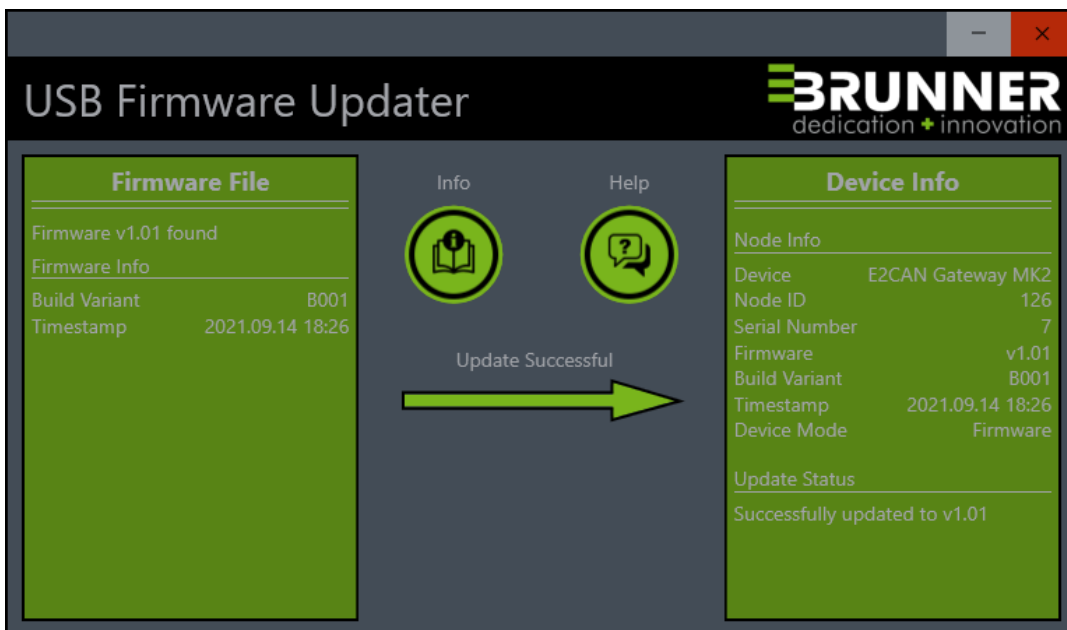 USB Firmware Updater
BRUNNER
dedication + innovation
Firmware File
Firmware v1.01 found
Firmware Info
Build Variant B001
Timestamp 2021.09.14 18:26
Info
Help
?
Update Successful
Device Info
Node Info
Device E2CAN Gateway MK2
Node ID 126
Serial Number 7
Firmware v1.01
Build Variant B001
Timestamp 2021.09.14 18:26
Device Mode Firmware
Update Status
Successfully updated to v1.01